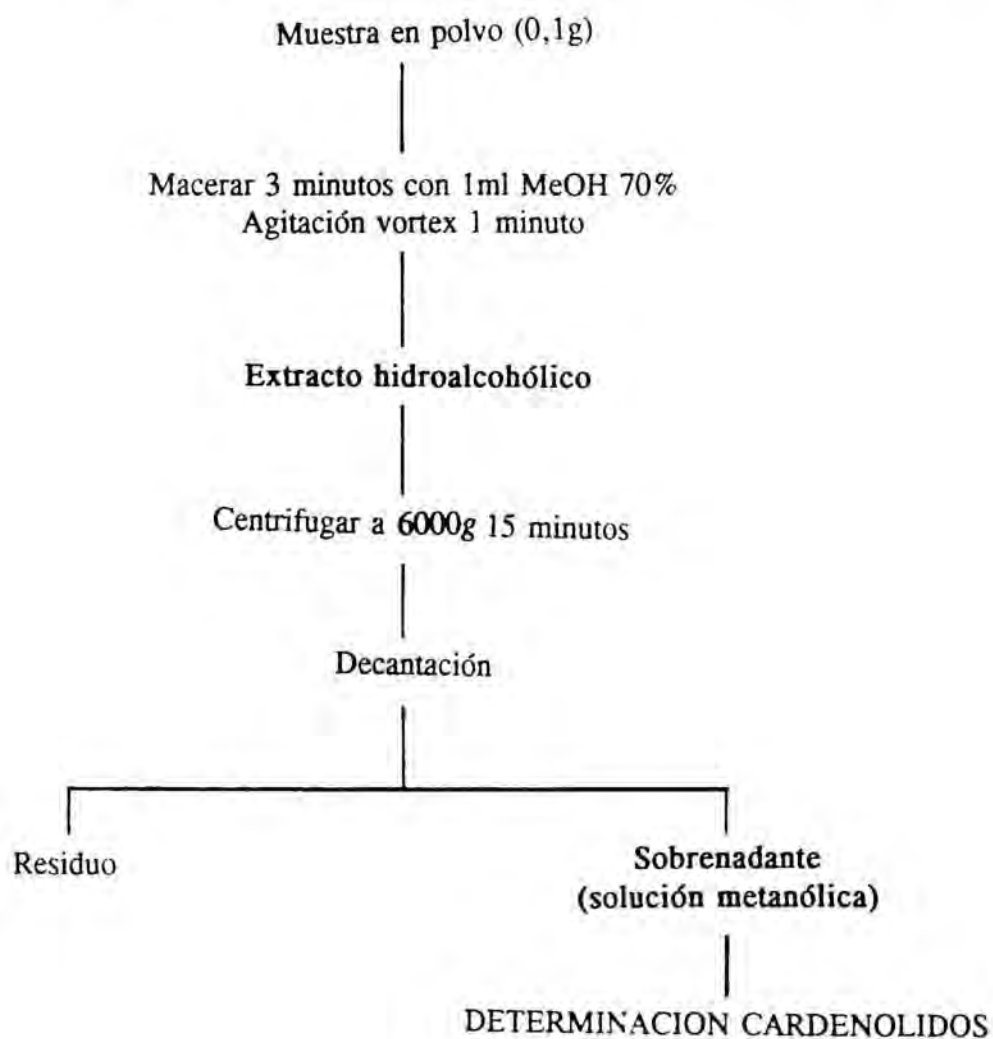 Muestra en polvo (0,1g)
Macerar 3 minutos con 1ml MeOH 70%
Agitación vortex 1 minuto
Extracto hidroalcohólico
Centrifugar a 6000g 15 minutos
Decantación
Residuo
Sobrenadante
(solución metanólica)
DETERMINACION CARDENOLIDOS